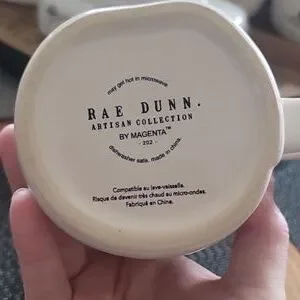 may get hot in microwave
RAE DUNN.
ARTISAN COLLECTION
BY MAGENTA™
- 202 -
dishwasher safe. made in china.
Compatible au lave-vaisselle.
Risque de devenir très chaud au micro-ondes.
Fabriqué en Chine.